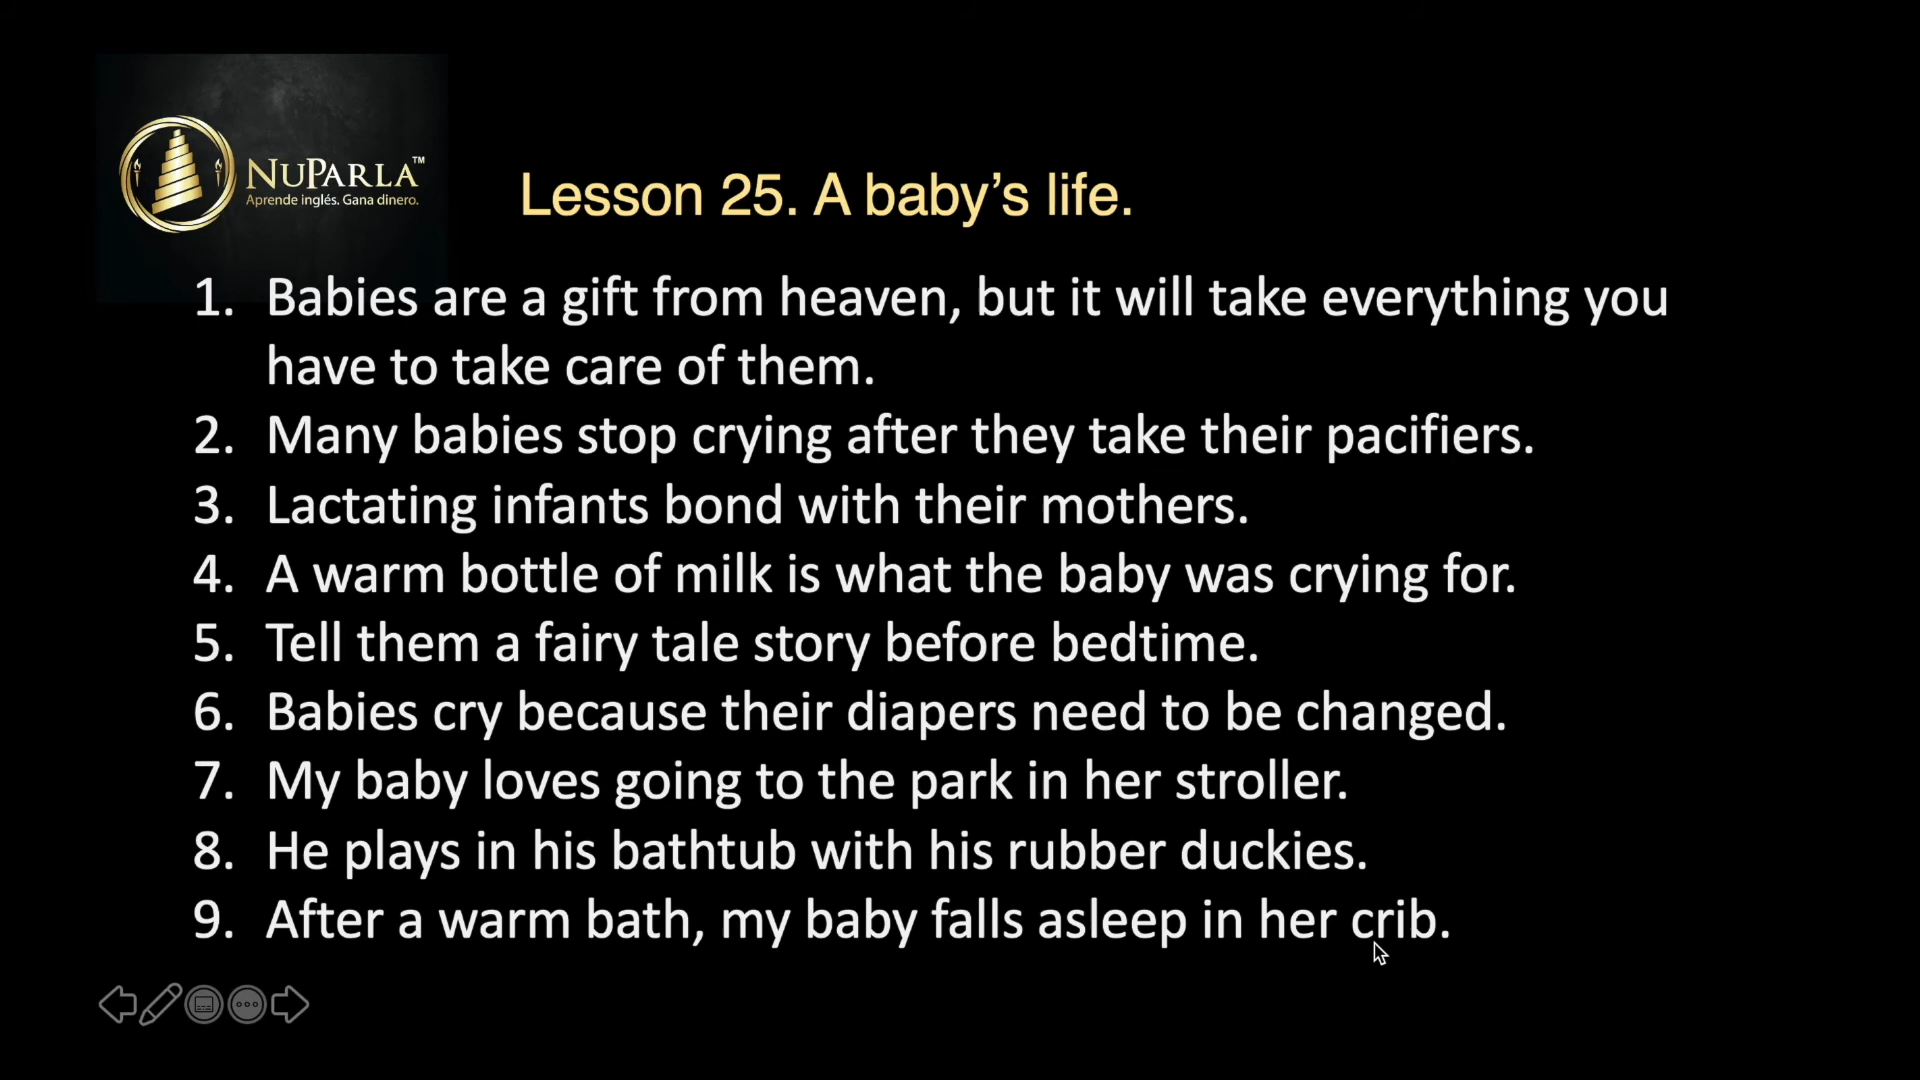 NUPARLA™
Aprende inglés. Gana dinero.
Lesson 25. A baby’s life.
1. Babies are a gift from heaven, but it will take everything you
have to take care of them.
2. Many babies stop crying after they take their pacifiers.
3. Lactating infants bond with their mothers.
4. A warm bottle of milk is what the baby was crying for.
5. Tell them a fairy tale story before bedtime.
6. Babies cry because their diapers need to be changed.
7. My baby loves going to the park in her stroller.
8. He plays in his bathtub with his rubber duckies.
9. After a warm bath, my baby falls asleep in her crib.